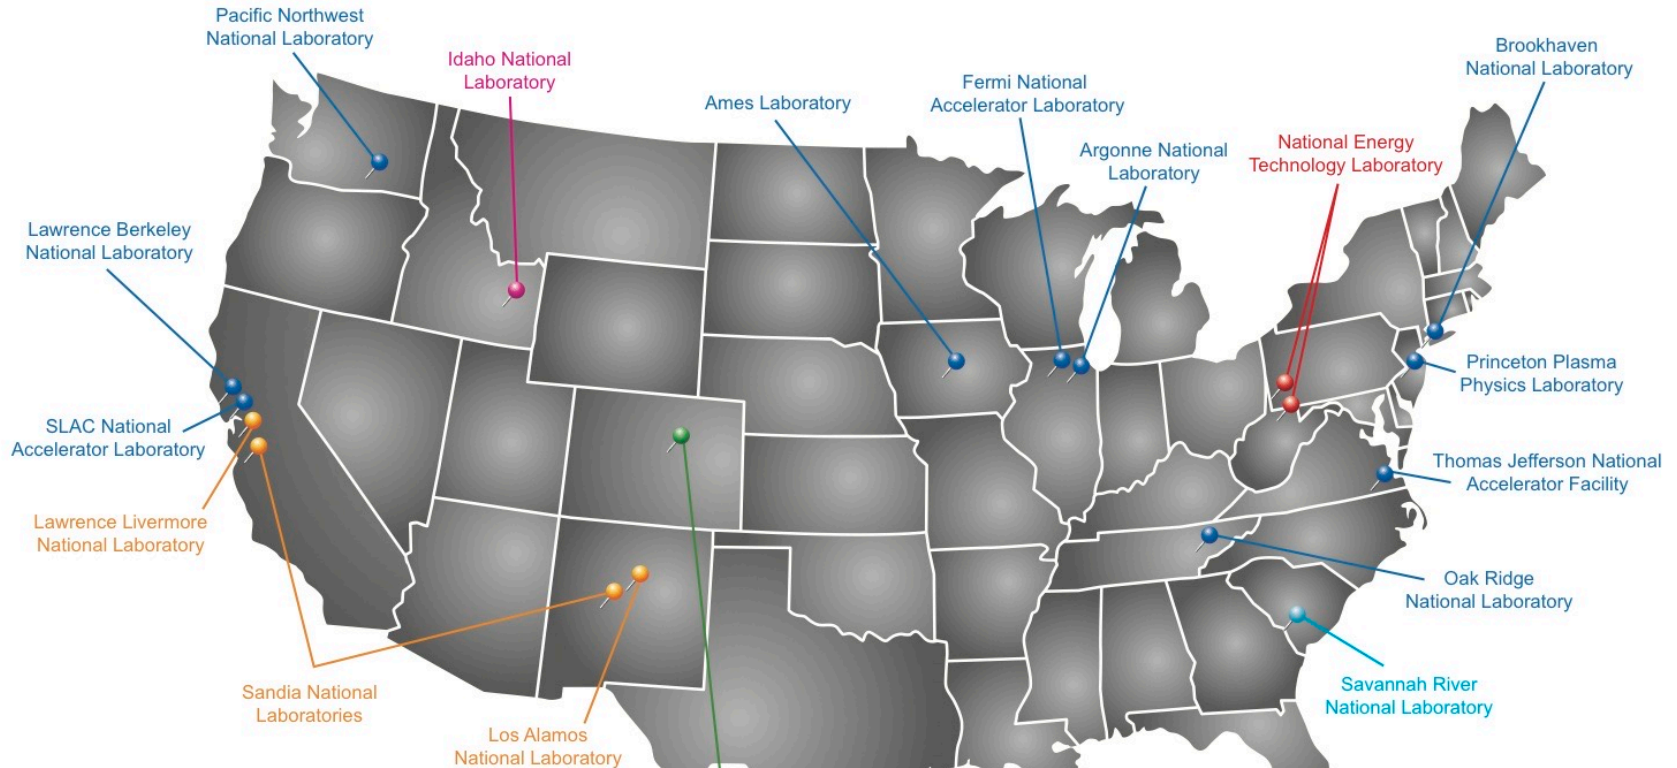 Pacific Northwest
National Laboratory
Idaho National
Laboratory
Ames Laboratory
Fermi National
Accelerator Laboratory
Argonne National
Laboratory
National Energy
Technology Laboratory
Brookhaven
National Laboratory
Lawrence Berkeley
National Laboratory
SLAC National
Accelerator Laboratory
Lawrence Livermore
National Laboratory
Sandia National
Laboratories
Los Alamos
National Laboratory
Princeton Plasma
Physics Laboratory
Thomas Jefferson National
Accelerator Facility
Oak Ridge
National Laboratory
Savannah River
National Laboratory